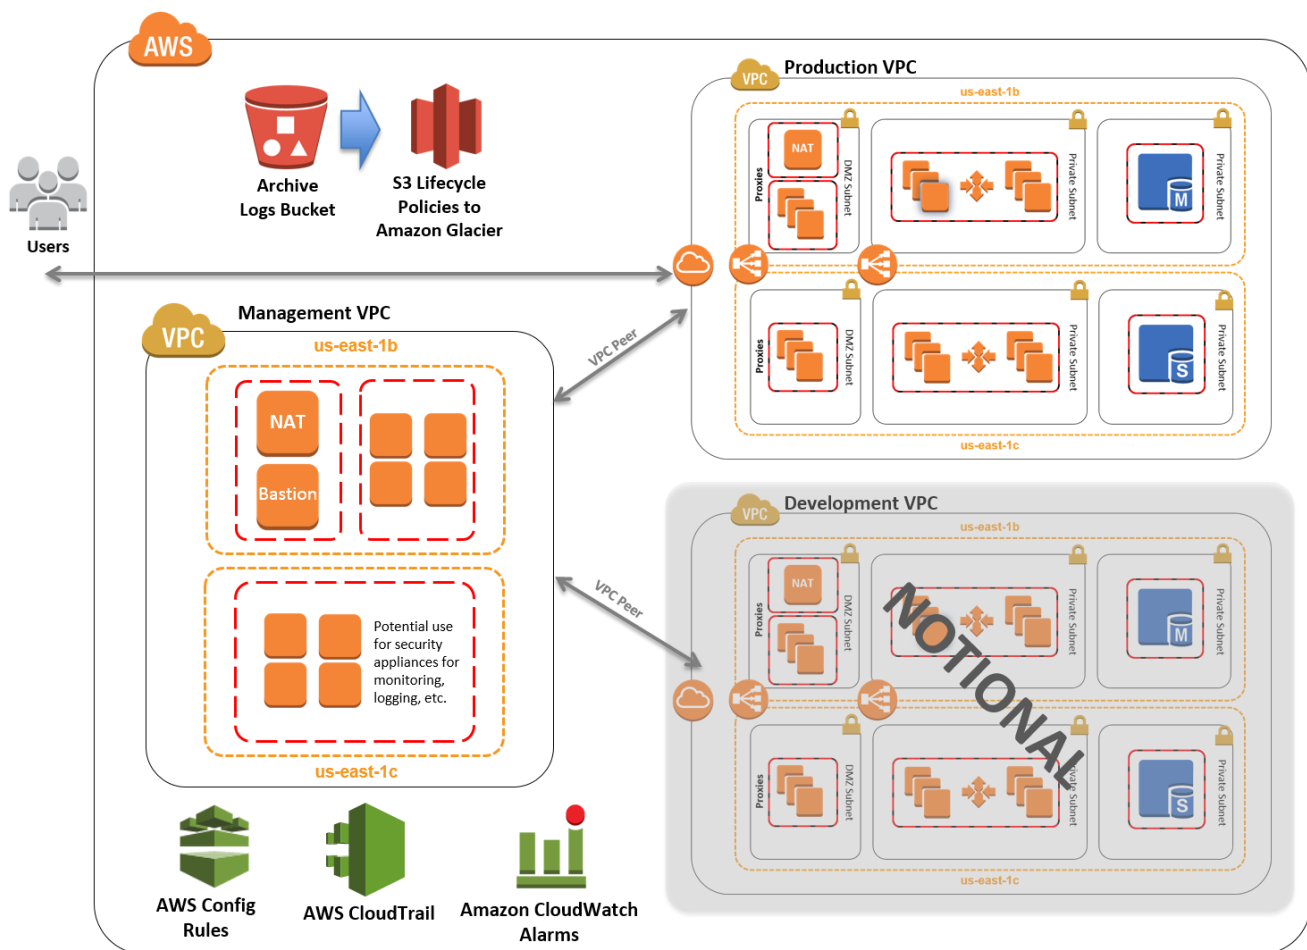 AWS
Users
Archive
Logs Bucket
S3 Lifecycle
Policies to
Amazon Glacier
VPC
Production VPC
us-east-1b
Proxies
NAT
DMZ Subnet
Private Subnet
M
Private Subnet
Proxies
DMZ Subnet
Private Subnet
S
Private Subnet
us-east-1c
VPC
Management VPC
us-east-1b
NAT
Bastion
Potential use
for security
appliances for
monitoring,
logging, etc.
us-east-1c
VPC Peer
VPC Peer
VPC
Development VPC
us-east-1b
Proxies
NAT
DMZ Subnet
Private Subnet
M
Private Subnet
NOTIONAL
Proxies
DMZ Subnet
Private Subnet
S
Private Subnet
us-east-1c
AWS Config
Rules
AWS CloudTrail
Amazon CloudWatch
Alarms